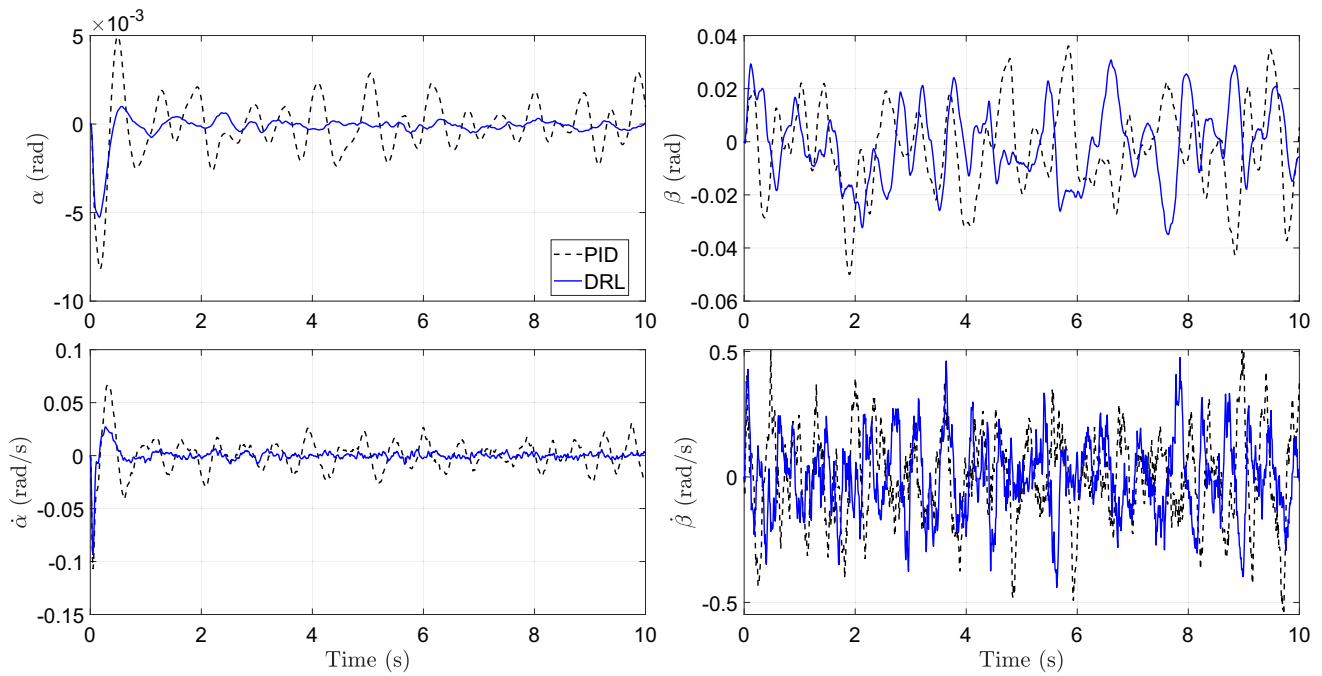 ×10⁻³
5
0
-5
-10
α (rad)
0 2 4 6 8 10
PID
DRL
0.04
0.02
0
-0.02
-0.04
-0.06
β (rad)
0 2 4 6 8 10
0.1
0.05
0
-0.05
-0.1
-0.15
α̇ (rad/s)
0 2 4 6 8 10
Time (s)
0.5
0
-0.5
β̇ (rad/s)
0 2 4 6 8 10
Time (s)